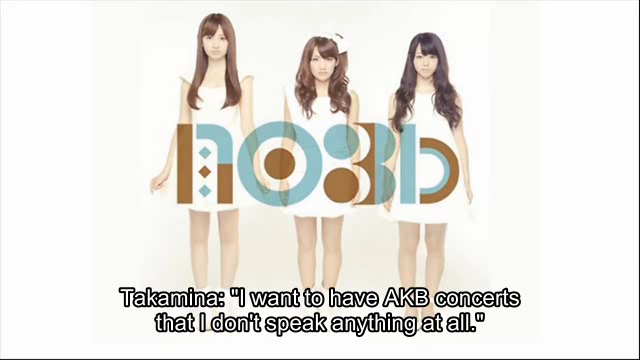 no3b
Takamina: "I want to have AKB concerts
that I don't speak anything at all."